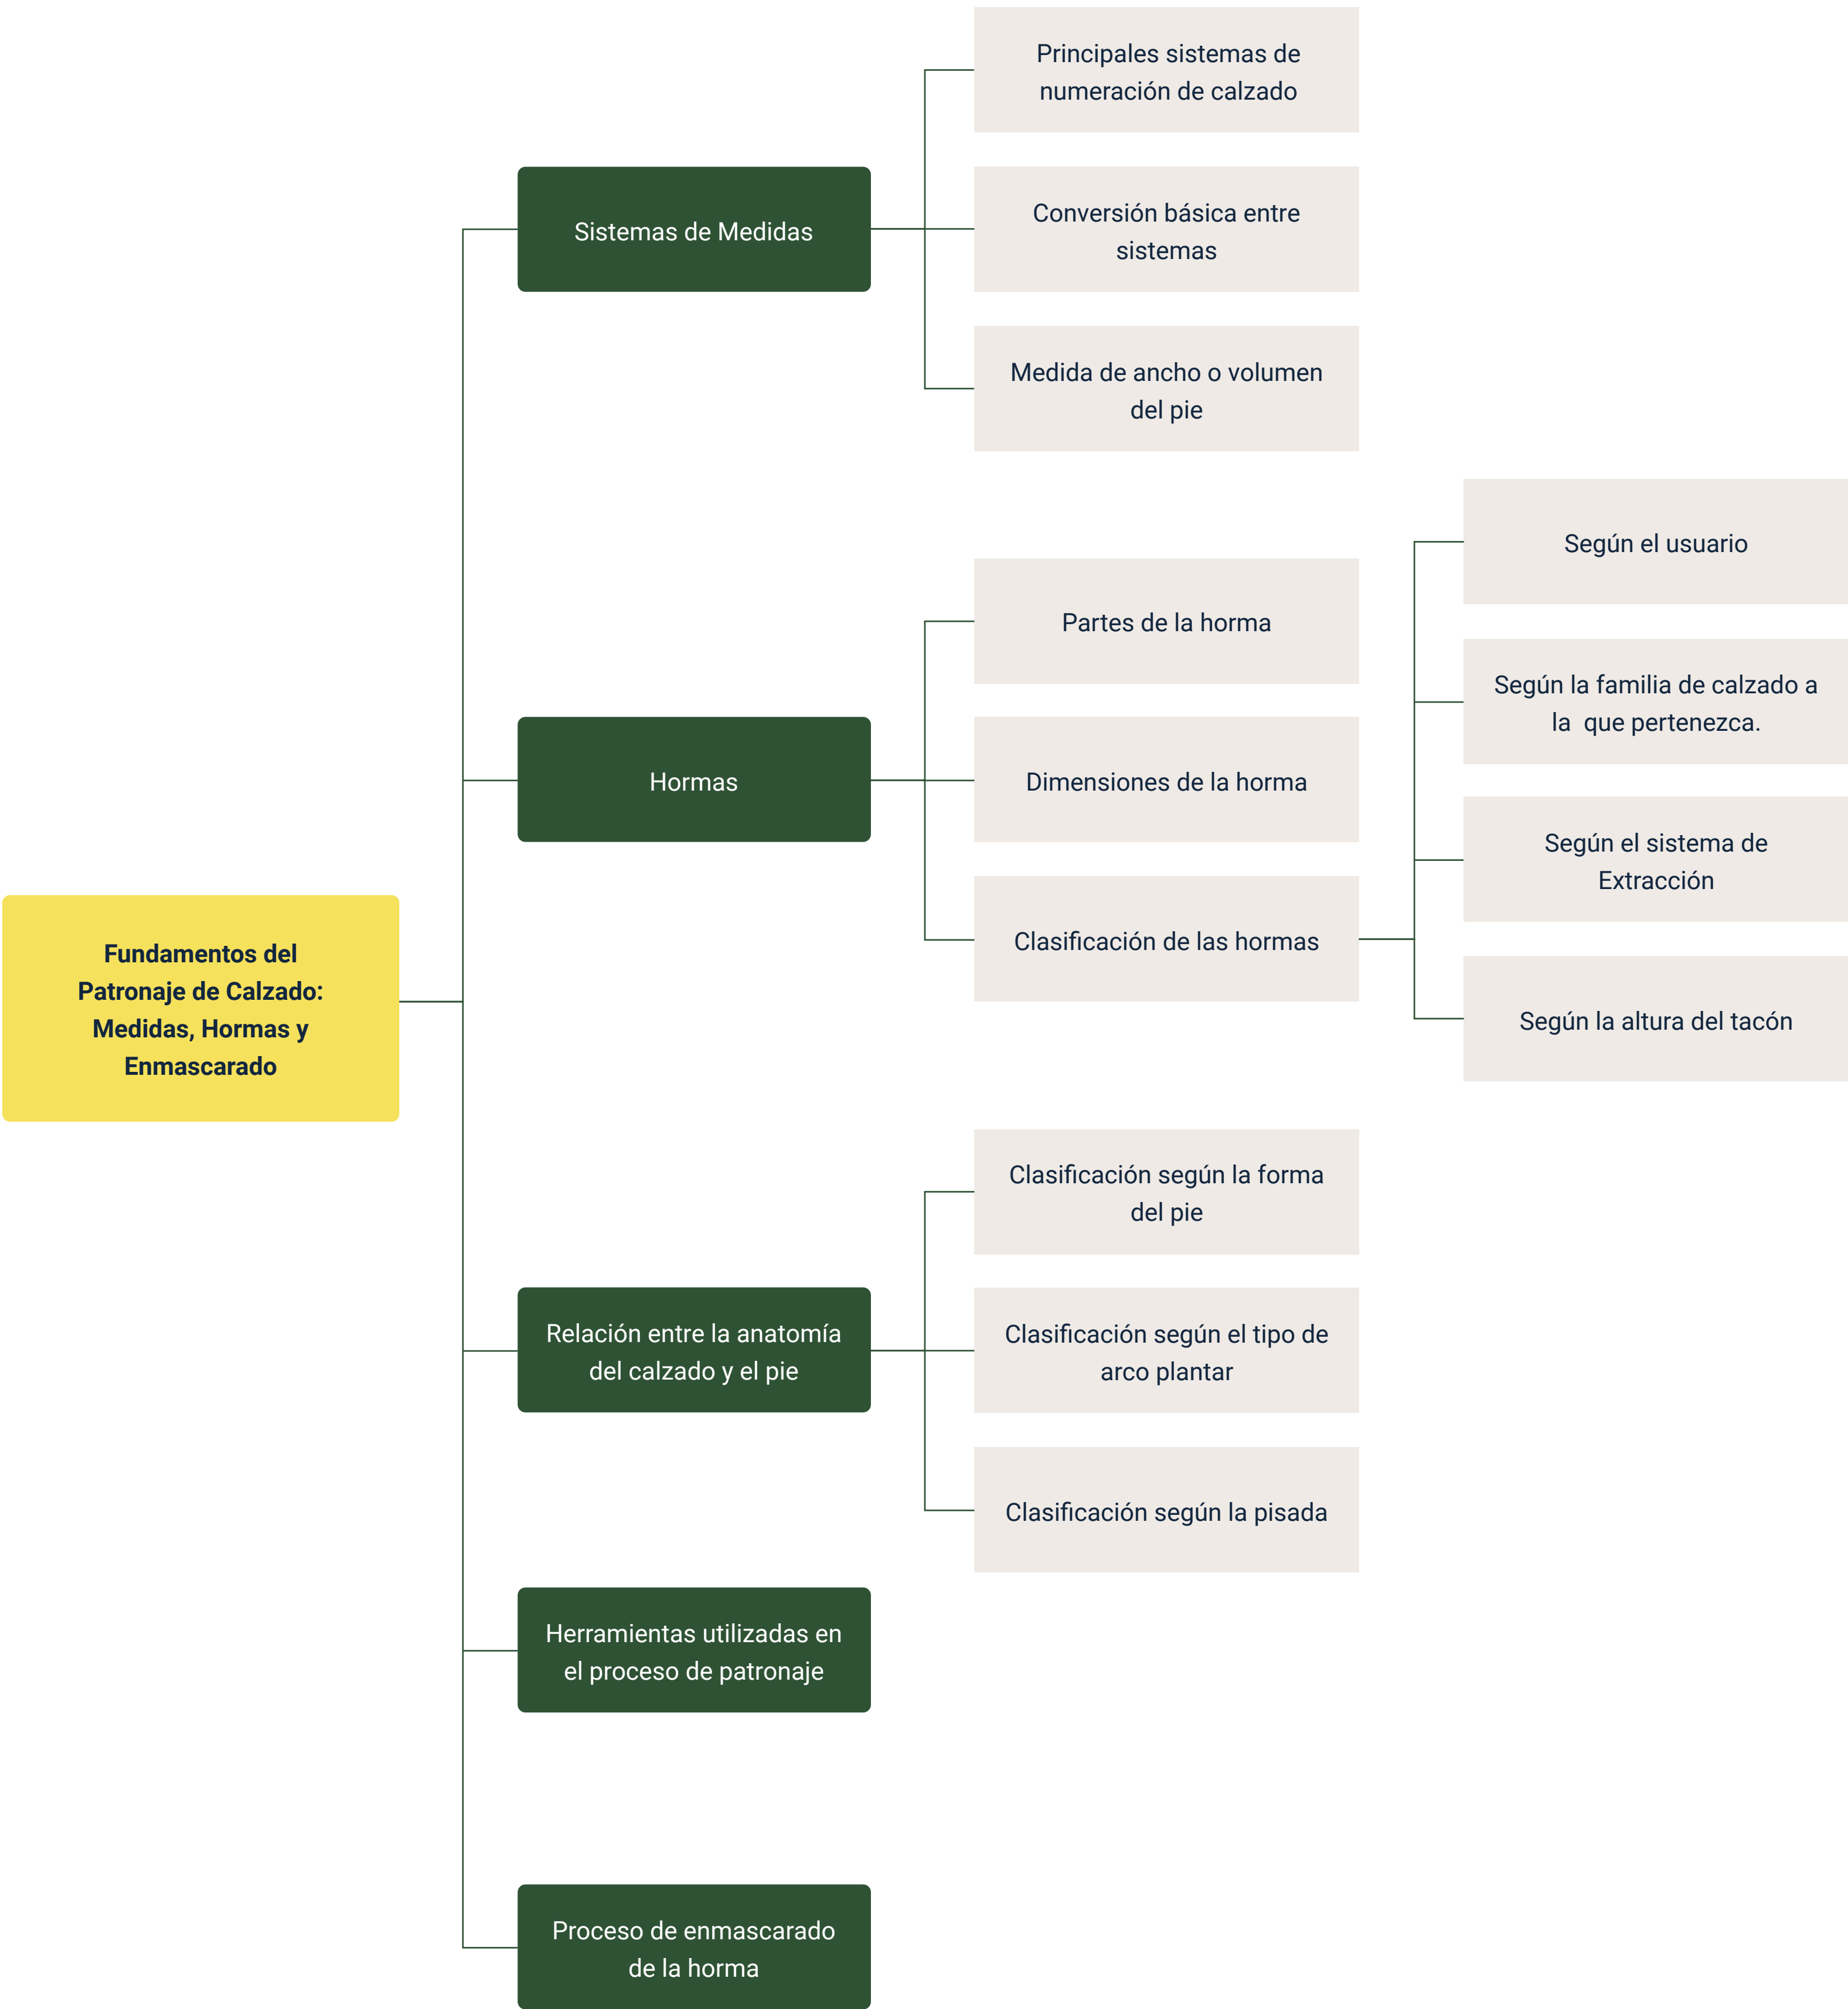 Fundamentos del
Patronaje de Calzado:
Medidas, Hormas y
Enmascarado
Sistemas de Medidas
Principales sistemas de
numeración de calzado
Conversión básica entre
sistemas
Medida de ancho o volumen
del pie
Hormas
Partes de la horma
Dimensiones de la horma
Clasificación de las hormas
Según el usuario
Según la familia de calzado a
la  que pertenezca.
Según el sistema de
Extracción
Según la altura del tacón
Relación entre la anatomía
del calzado y el pie
Clasificación según la forma
del pie
Clasificación según el tipo de
arco plantar
Clasificación según la pisada
Herramientas utilizadas en
el proceso de patronaje
Proceso de enmascarado
de la horma